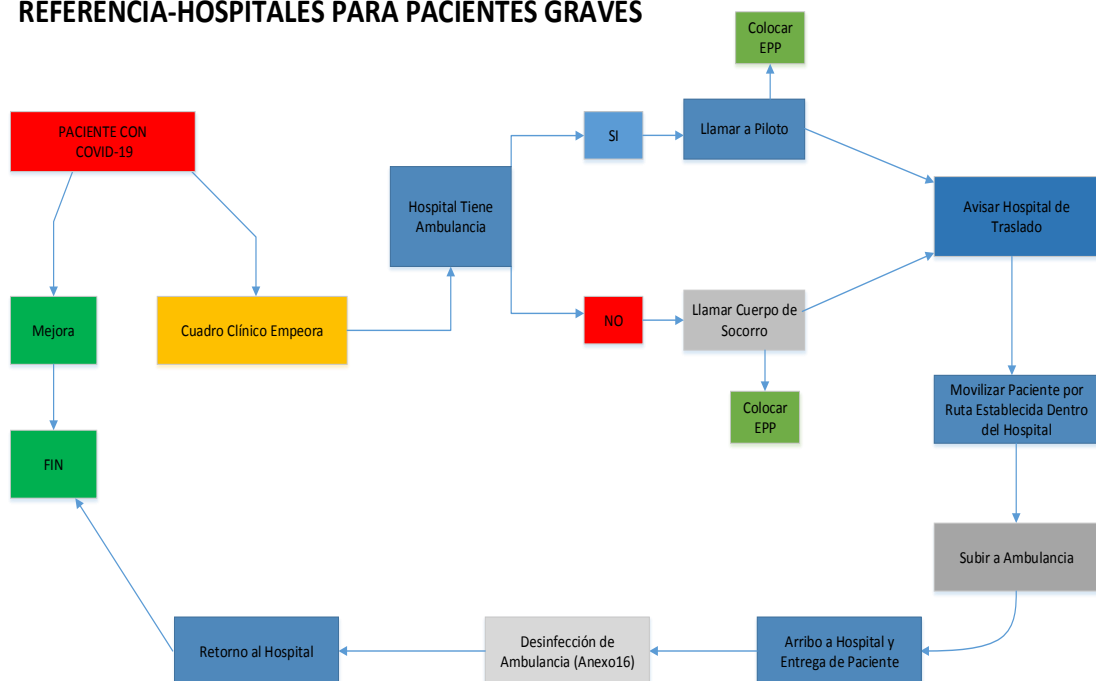 REFERENCIA-HOSPITALES PARA PACIENTES GRAVES
Colocar
EPP
PACIENTE CON
COVID-19
SI
Llamar a Piloto
Hospital Tiene
Ambulancia
Avisar Hospital de
Traslado
Mejora
Cuadro Clínico Empeora
NO
Llamar Cuerpo de
Socorro
Colocar
EPP
Movilizar Paciente por
Ruta Establecida Dentro
del Hospital
FIN
Subir a Ambulancia
Retorno al Hospital
Desinfección de
Ambulancia (Anexo16)
Arribo a Hospital y
Entrega de Paciente